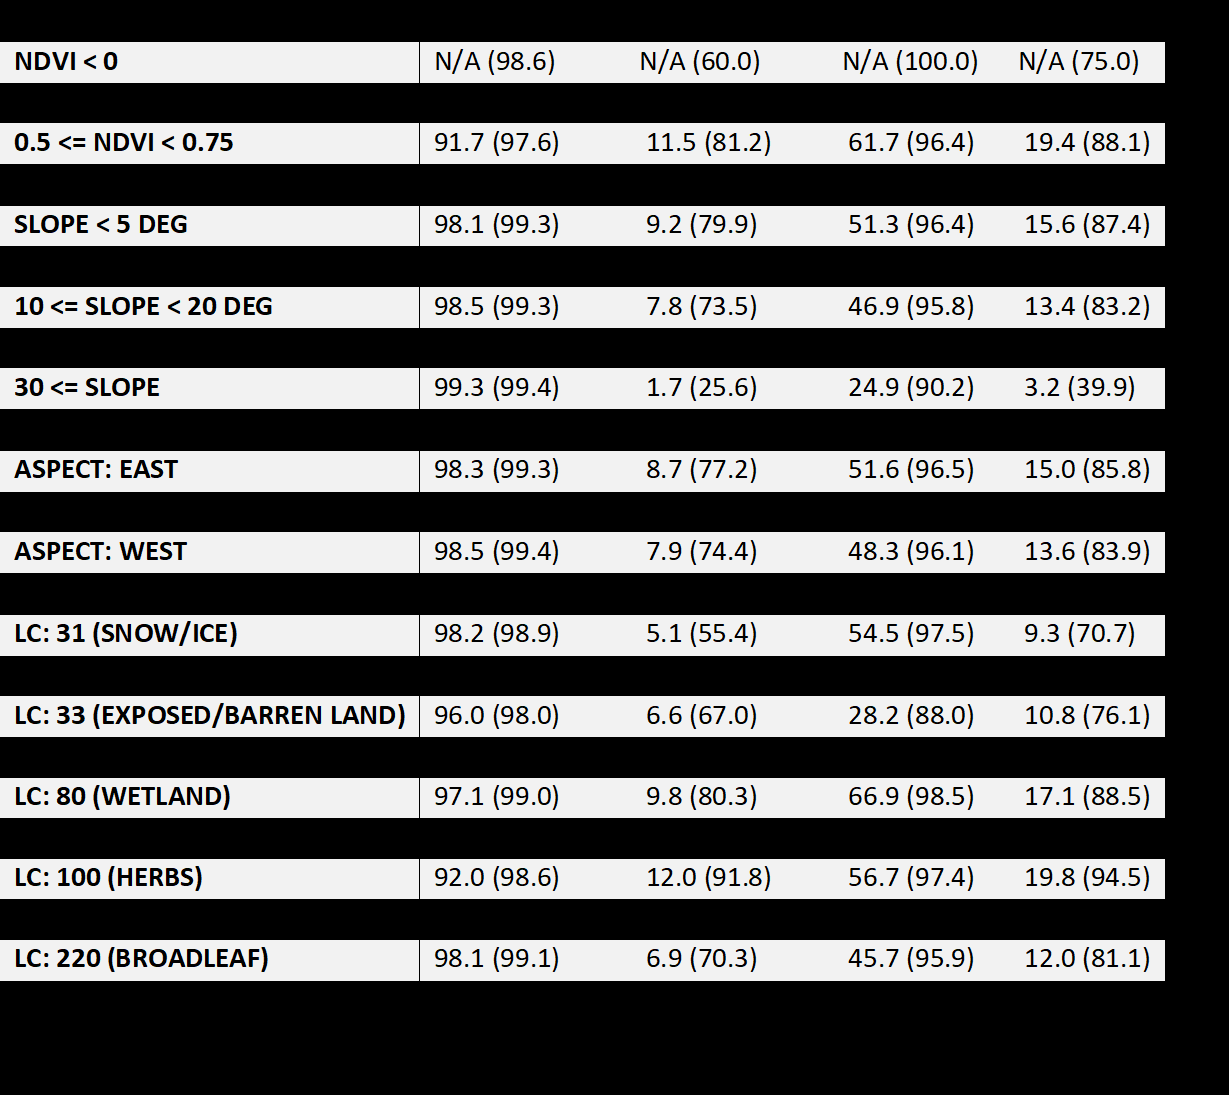 NDVI < 0 N/A (98.6) N/A (60.0) N/A (100.0) N/A (75.0)
0.5 <= NDVI < 0.75 91.7 (97.6) 11.5 (81.2) 61.7 (96.4) 19.4 (88.1)
SLOPE < 5 DEG 98.1 (99.3) 9.2 (79.9) 51.3 (96.4) 15.6 (87.4)
10 <= SLOPE < 20 DEG 98.5 (99.3) 7.8 (73.5) 46.9 (95.8) 13.4 (83.2)
30 <= SLOPE 99.3 (99.4) 1.7 (25.6) 24.9 (90.2) 3.2 (39.9)
ASPECT: EAST 98.3 (99.3) 8.7 (77.2) 51.6 (96.5) 15.0 (85.8)
ASPECT: WEST 98.5 (99.4) 7.9 (74.4) 48.3 (96.1) 13.6 (83.9)
LC: 31 (SNOW/ICE) 98.2 (98.9) 5.1 (55.4) 54.5 (97.5) 9.3 (70.7)
LC: 33 (EXPOSED/BARREN LAND) 96.0 (98.0) 6.6 (67.0) 28.2 (88.0) 10.8 (76.1)
LC: 80 (WETLAND) 97.1 (99.0) 9.8 (80.3) 66.9 (98.5) 17.1 (88.5)
LC: 100 (HERBS) 92.0 (98.6) 12.0 (91.8) 56.7 (97.4) 19.8 (94.5)
LC: 220 (BROADLEAF) 98.1 (99.1) 6.9 (70.3) 45.7 (95.9) 12.0 (81.1)